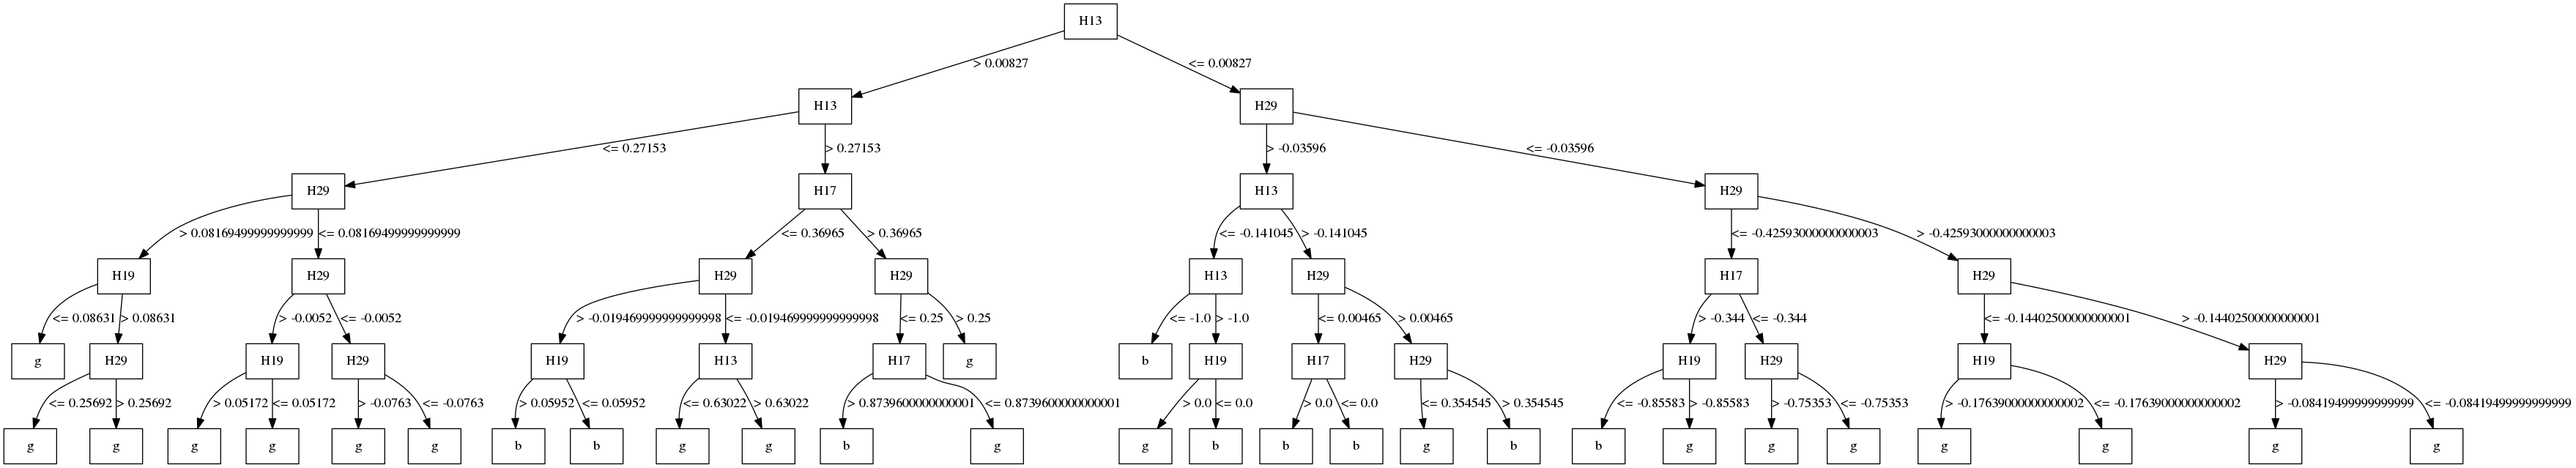 H13
> 0.00827
<= 0.00827
H13
H29
<= 0.27153
> 0.27153
> -0.03596
<= -0.03596
H29
H17
H13
H29
> 0.08169499999999999
<= 0.08169499999999999
<= 0.36965
> 0.36965
<= -0.141045
> -0.141045
<= -0.42593000000000003
> -0.42593000000000003
H19
H29
H29
H29
H13
H29
H17
H29
<= 0.08631
> 0.08631
> -0.0052
<= -0.0052
> -0.019469999999999998
<= -0.019469999999999998
<= 0.25
> 0.25
<= -1.0
> -1.0
<= 0.00465
> 0.00465
> -0.344
<= -0.344
<= -0.14402500000000001
> -0.14402500000000001
g
H29
H19
H29
H19
H13
H17
g
b
H19
H17
H29
H19
H29
H19
H29
<= 0.25692
> 0.25692
> 0.05172
<= 0.05172
> -0.0763
<= -0.0763
> 0.05952
<= 0.05952
<= 0.63022
> 0.63022
> 0.8739600000000001
<= 0.8739600000000001
> 0.0
<= 0.0
> 0.0
<= 0.0
<= 0.354545
> 0.354545
<= -0.85583
> -0.85583
> -0.75353
<= -0.75353
> -0.17639000000000002
<= -0.17639000000000002
> -0.08419499999999999
<= -0.08419499999999999
g
g
g
g
g
g
b
b
g
g
b
g
g
b
b
b
g
b
b
g
g
g
g
g
g
g